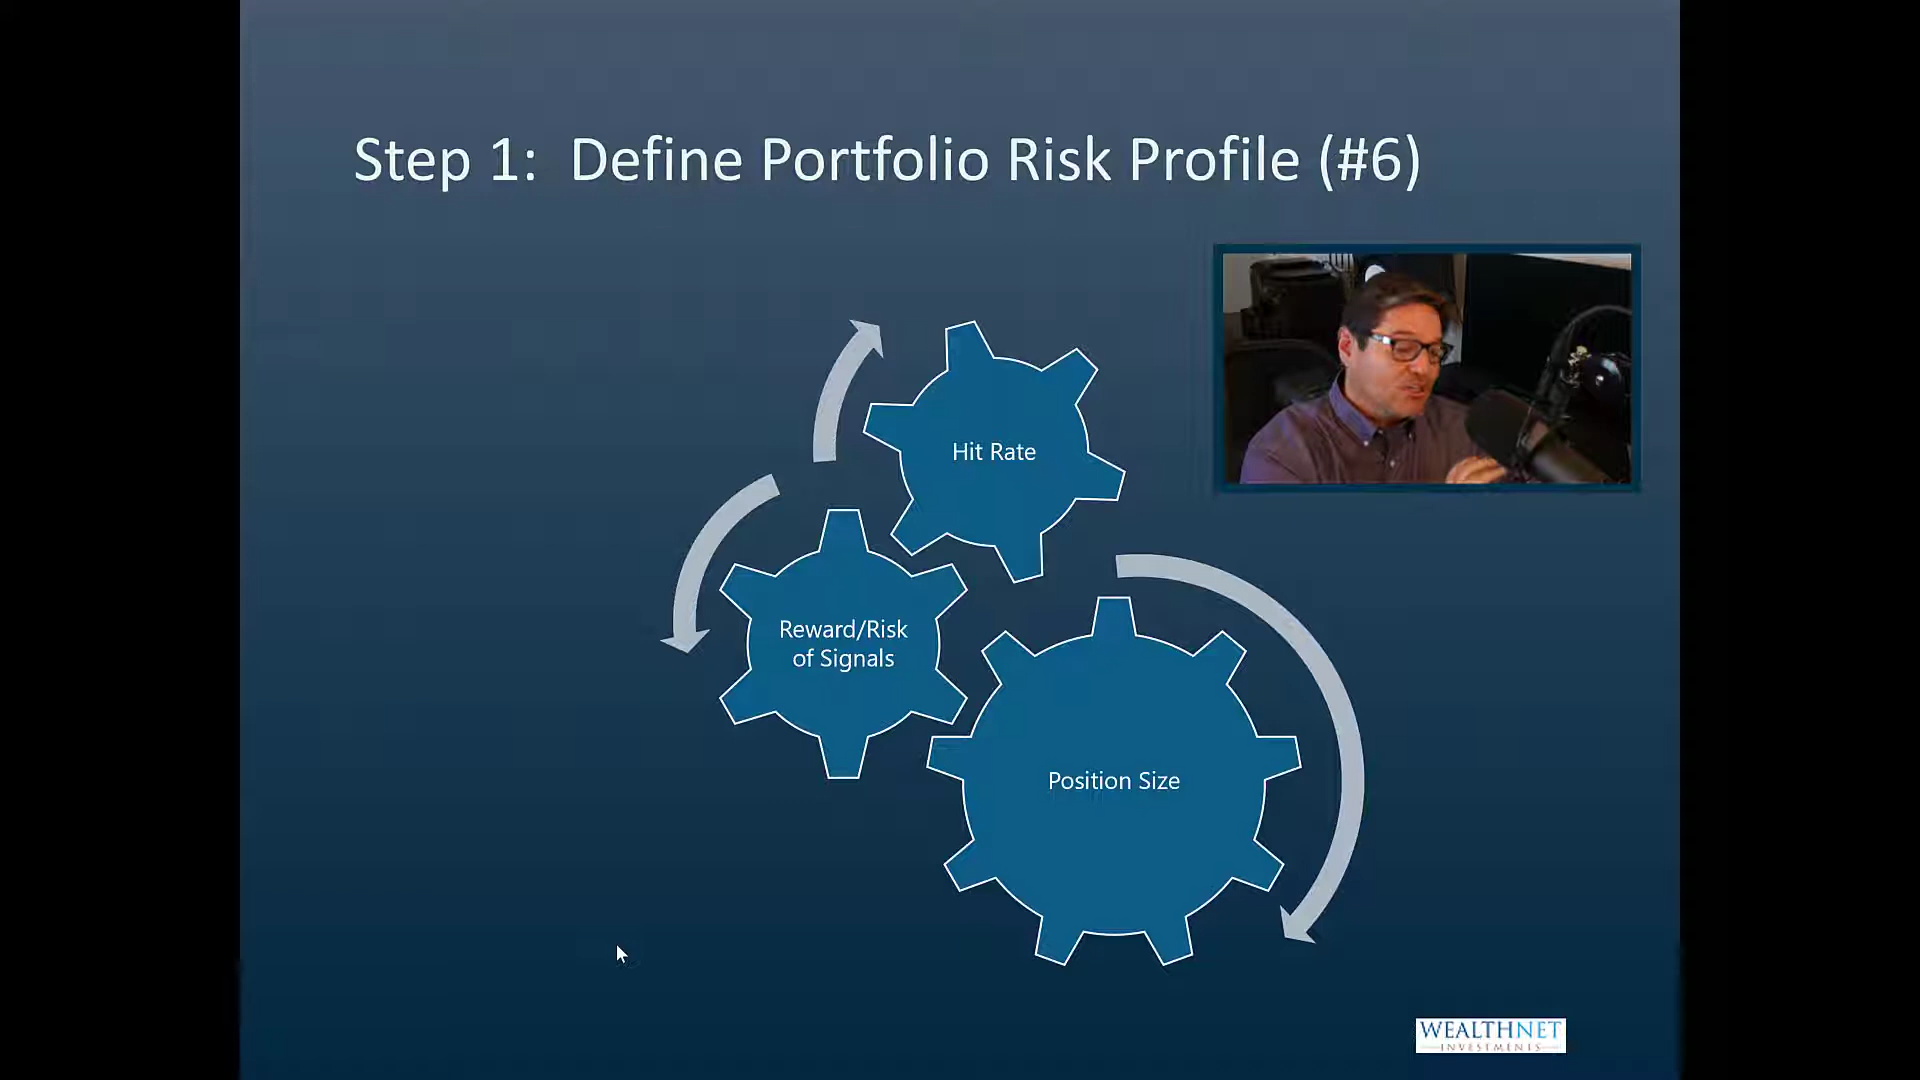 Step 1:  Define Portfolio Risk Profile (#6)
Hit Rate
Reward/Risk
of Signals
Position Size
WEALTHNET
INVESTMENTS